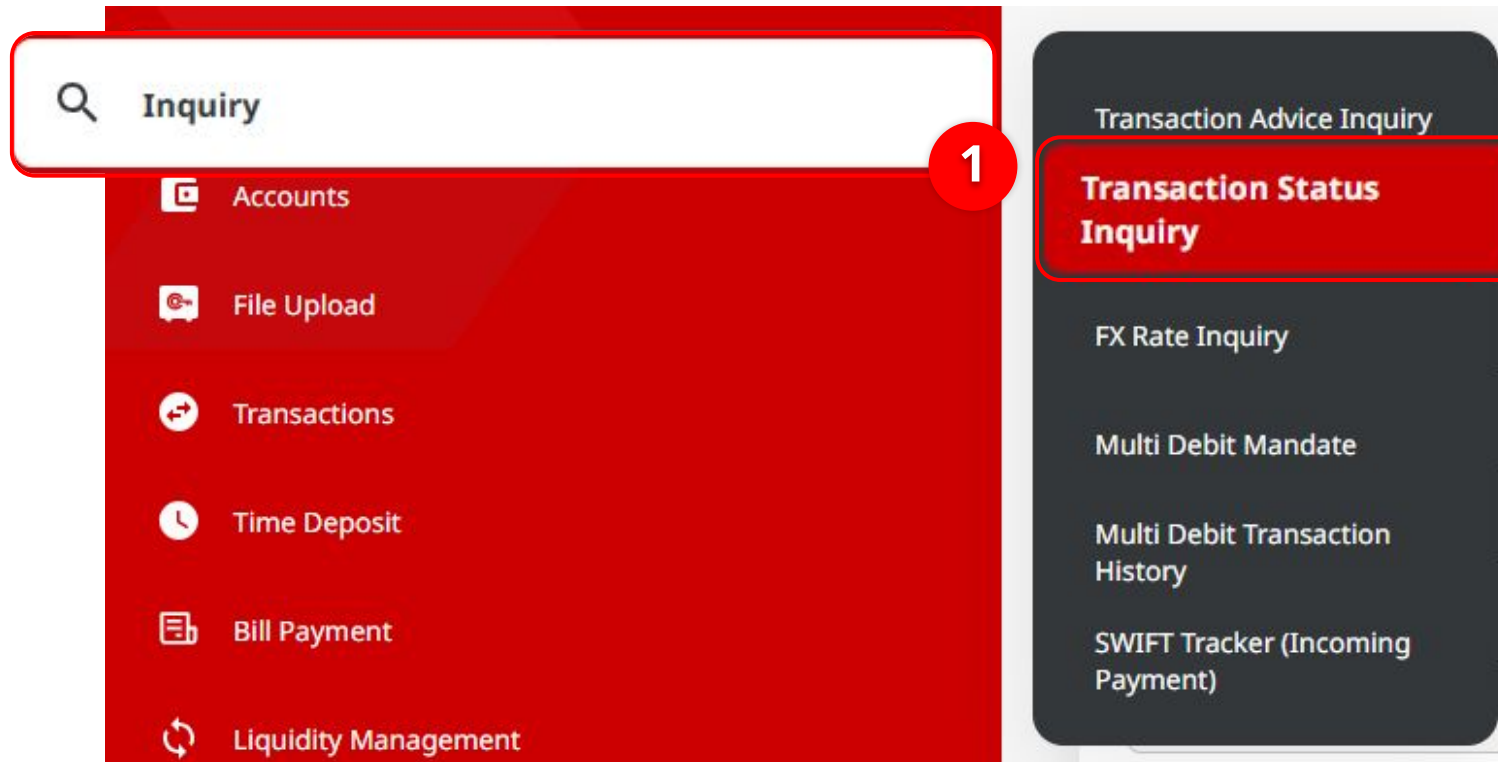 Inquiry
1
Accounts
File Upload
Transactions
Time Deposit
Bill Payment
Liquidity Management
Transaction Advice Inquiry
Transaction Status
Inquiry
FX Rate Inquiry
Multi Debit Mandate
Multi Debit Transaction
History
SWIFT Tracker (Incoming
Payment)